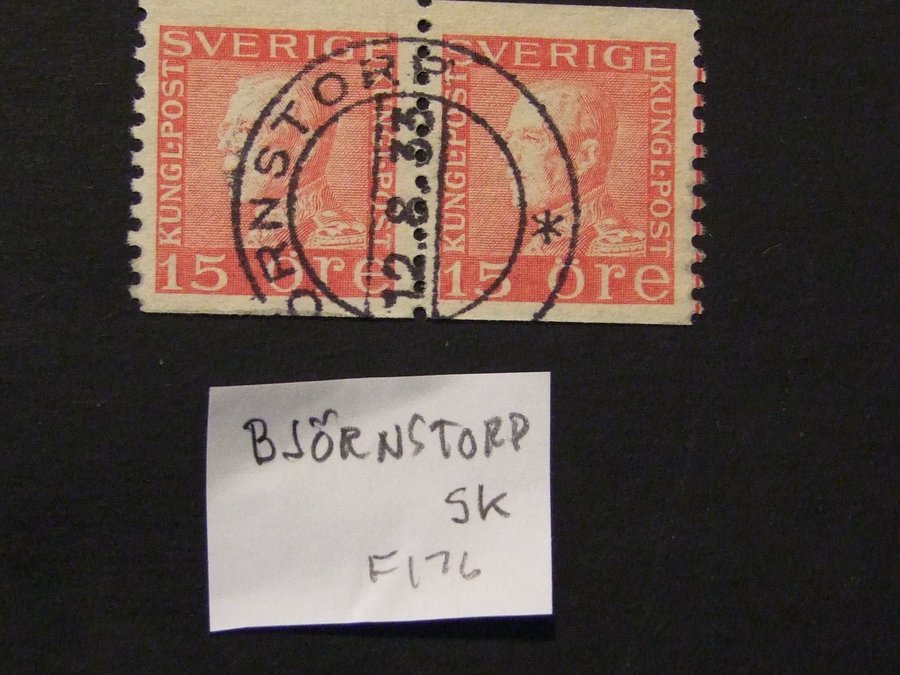 SVERIGE
KUNGL·POST
KUNGL·POST
15 öre
SVERIGE
KUNGL·POST
KUNGL·POST
15 öre
ÖRNSTORP
12.8.33
*
BJÖRNSTORP
SK
F176